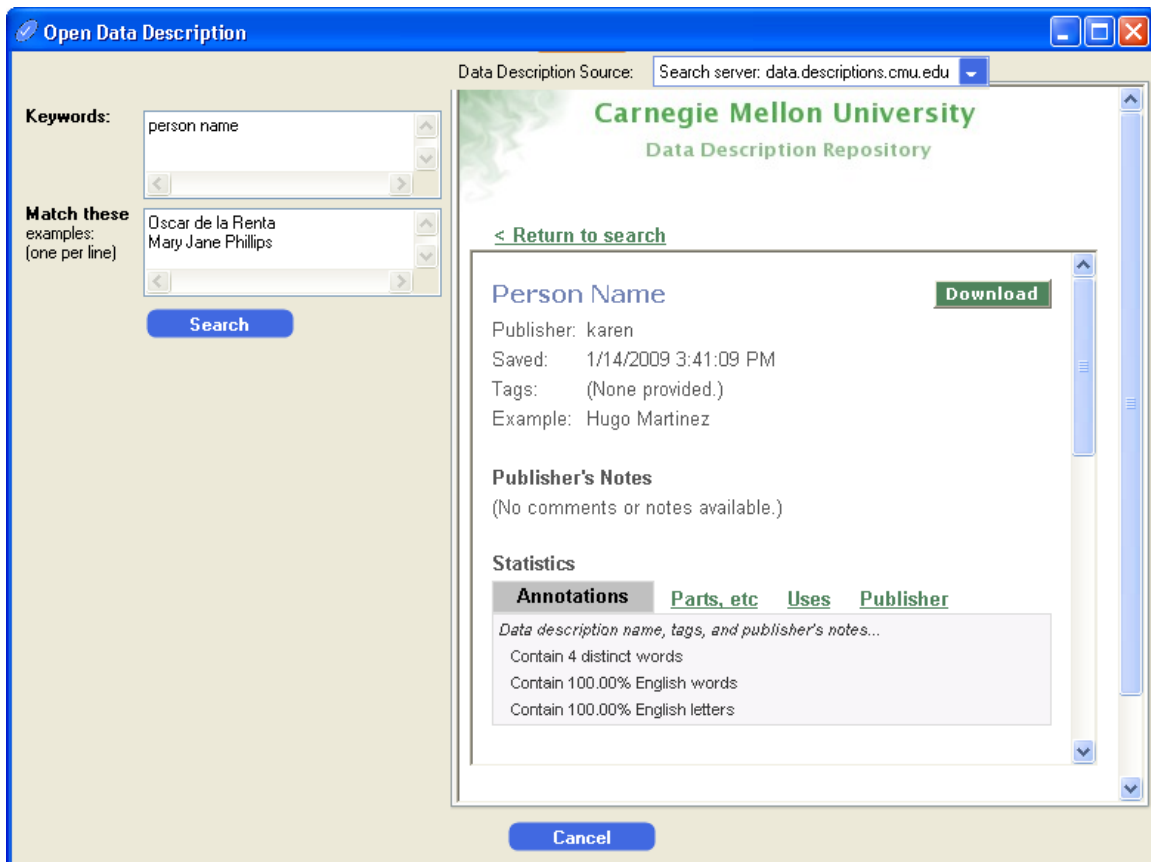 Open Data Description
Data Description Source: Search server: data.descriptions.cmu.edu
Keywords:
person name
Match these
examples:
(one per line)
Oscar de la Renta
Mary Jane Phillips
Search
Carnegie Mellon University
Data Description Repository
< Return to search
Person Name
Download
Publisher: karen
Saved: 1/14/2009 3:41:09 PM
Tags: (None provided.)
Example: Hugo Martinez
Publisher's Notes
(No comments or notes available.)
Statistics
Annotations Parts, etc Uses Publisher
Data description name, tags, and publisher's notes...
Contain 4 distinct words
Contain 100.00% English words
Contain 100.00% English letters
Cancel